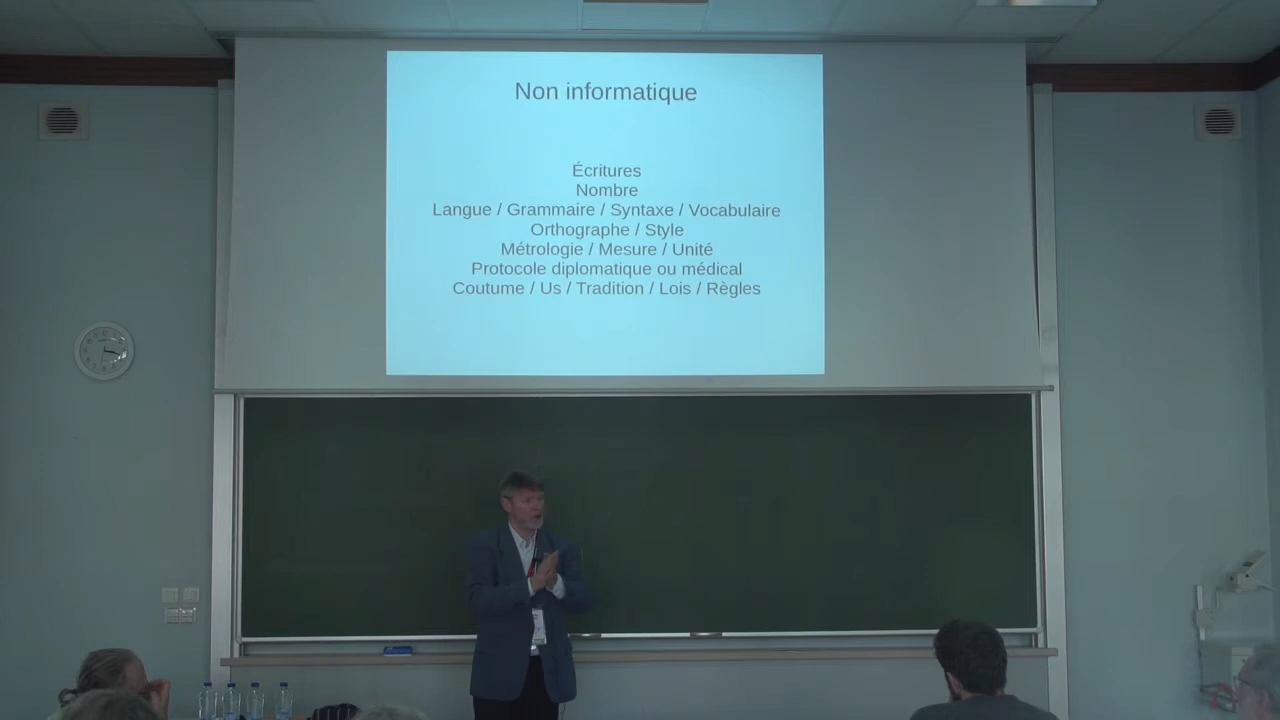 Non informatique
Écritures
Nombre
Langue / Grammaire / Syntaxe / Vocabulaire
Orthographe / Style
Métrologie / Mesure / Unité
Protocole diplomatique ou médical
Coutume / Us / Tradition / Lois / Règles